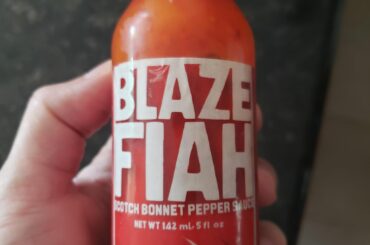 BLAZE
FIAH
SCOTCH BONNET PEPPER SAUCE
NET WT 142 mL 5 fl oz